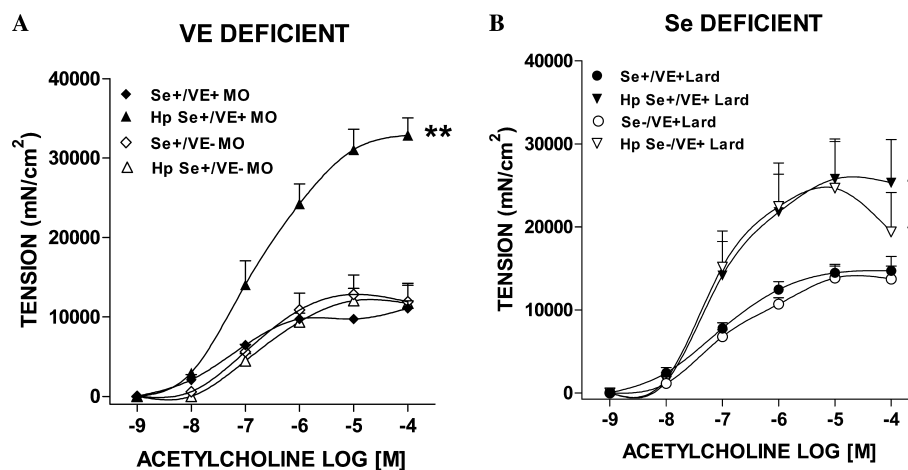 A
VE DEFICIENT
40000
30000
20000
10000
0
TENSION (mN/cm²)
Se+/VE+ MO
Hp Se+/VE+ MO
Se+/VE- MO
Hp Se+/VE- MO
**
-9 -8 -7 -6 -5 -4
ACETYLCHOLINE LOG [M]
B
Se DEFICIENT
40000
30000
20000
10000
0
TENSION (mN/cm²)
Se+/VE+Lard
Hp Se+/VE+ Lard
Se-/VE+Lard
Hp Se-/VE+ Lard
-9 -8 -7 -6 -5 -4
ACETYLCHOLINE LOG [M]